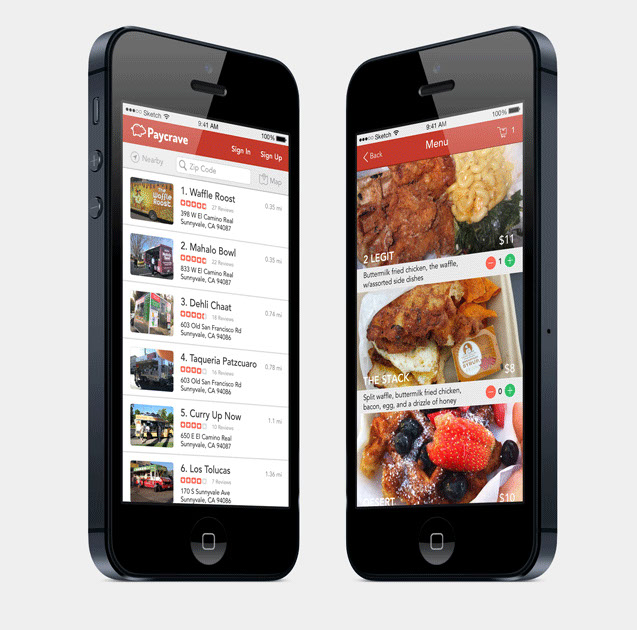 ●●●○○ Sketch
9:41 AM
100%
Paycrave
Sign In
Sign Up
Nearby
Zip Code
Map
1. Waffle Roost
0.35 mi
27 Reviews
398 W El Camino Real
Sunnyvale, CA 94087
2. Mahalo Bowl
0.35 mi
22 Reviews
833 W El Camino Real
Sunnyvale, CA 94087
3. Dehli Chaat
0.74 mi
18 Reviews
603 Old San Francisco Rd
Sunnyvale, CA 94086
4. Taqueria Patzcuaro
0.78 mi
16 Reviews
603 Old San Francisco Rd
Sunnyvale, CA 94086
5. Curry Up Now
1.1 mi
10 Reviews
650 E El Camino Real
Sunnyvale, CA 94087
6. Los Tolucas
1.36 mi
7 Reviews
170 S Sunnyvale Ave
Sunnyvale, CA 94086
Waffle
Roost
●●●○○ Sketch
9:41 AM
100%
Back
Menu
1
2 LEGIT
$11
Buttermilk fried chicken, the waffle,
w/assorted side dishes
1
THE STACK
$8
Split waffle, buttermilk fried chicken,
bacon, egg, and a drizzle of honey
0
DESERT
$10